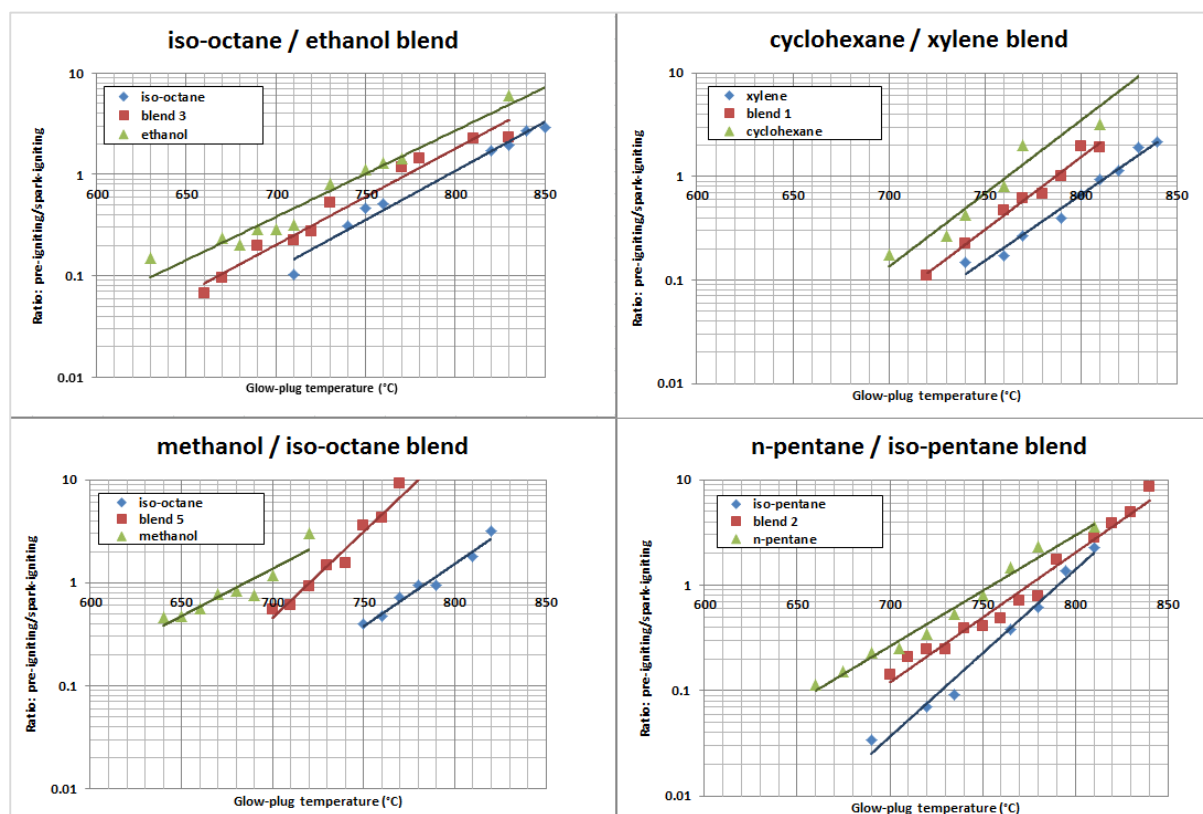 iso-octane / ethanol blend
10
iso-octane
blend 3
ethanol
1
600 650 700 750 800 850
0.1
0.01
Ratio: pre-igniting/spark-igniting
Glow-plug temperature (°C)
cyclohexane / xylene blend
10
xylene
blend 1
cyclohexane
1
600 650 700 750 800 850
0.1
0.01
Ratio: pre-igniting/spark-igniting
Glow-plug temperature (°C)
methanol / iso-octane blend
10
iso-octane
blend 5
methanol
1
600 650 700 750 800 850
0.1
0.01
Ratio: pre-igniting/spark-igniting
Glow-plug temperature (°C)
n-pentane / iso-pentane blend
10
iso-pentane
blend 2
n-pentane
1
600 650 700 750 800 850
0.1
0.01
Ratio: pre-igniting/spark-igniting
Glow-plug temperature (°C)